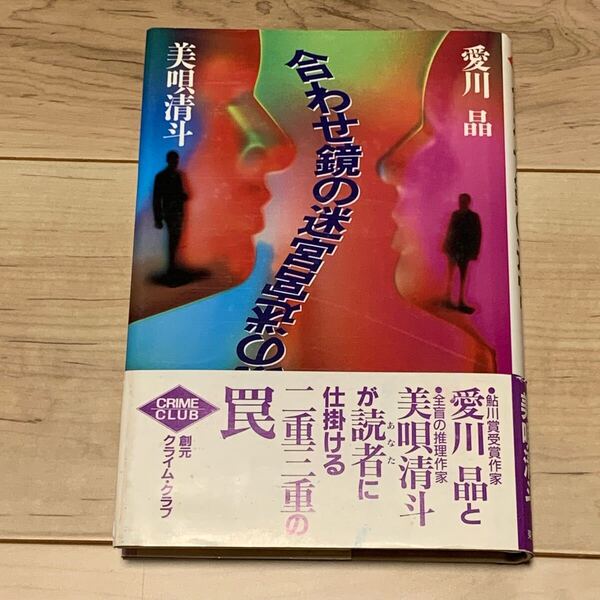 愛川 晶
美唄清斗
合わせ鏡の迷宮
・鮎川賞受賞作家
愛川 晶と
・全盲の推理作家
美唄清斗
が読者に
あなた
仕掛ける
二重三重の
罠
CRIME
CLUB
創元
クライム・クラブ